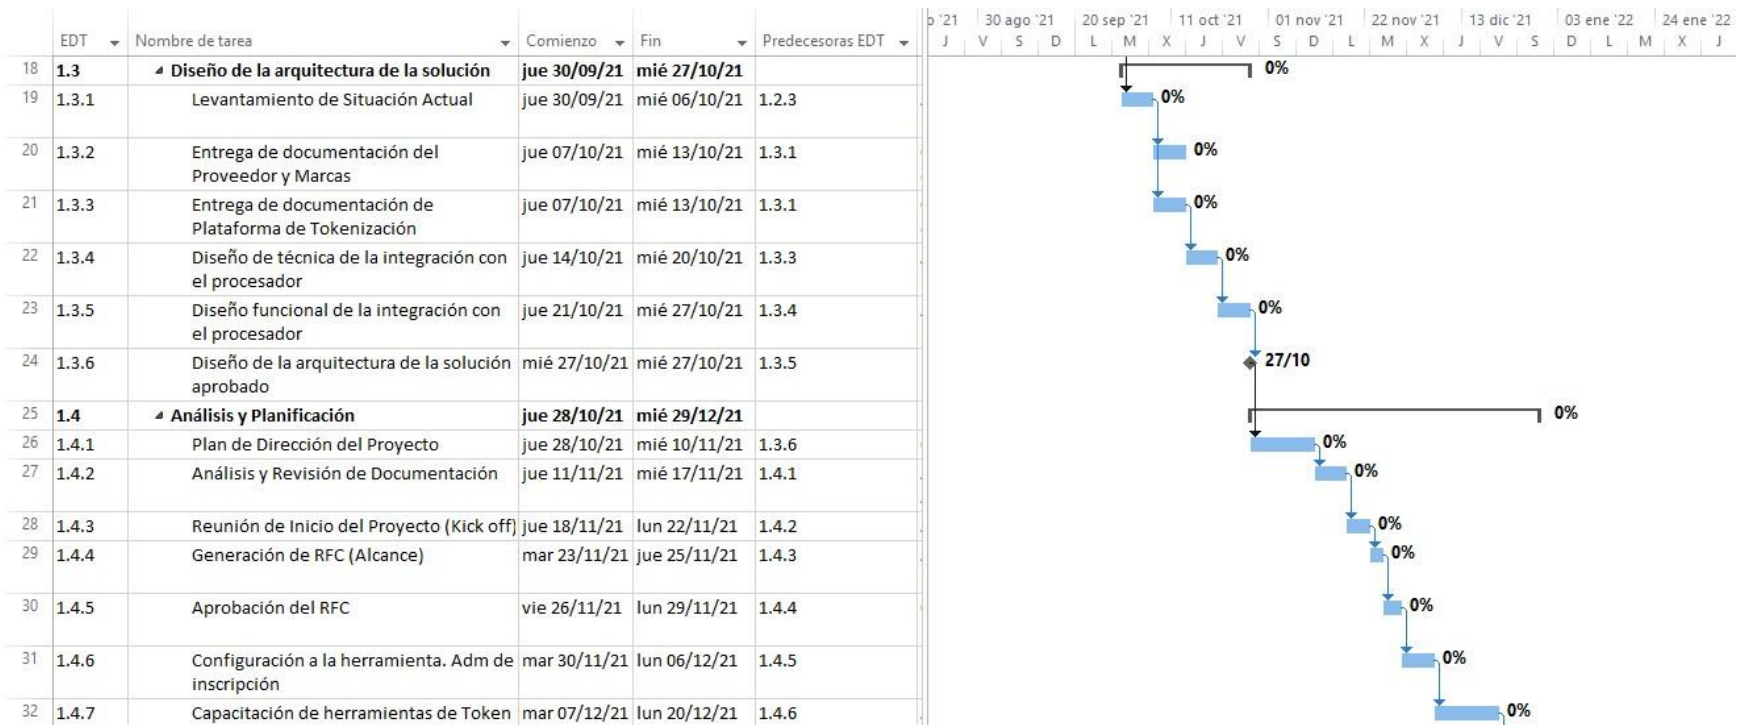 o '21 30 ago '21 20 sep '21 11 oct '21 01 nov '21 22 nov '21 13 dic '21 03 ene '22 24 ene '22
EDT Nombre de tarea Comienzo Fin Predecesoras EDT J V S D L M X J V S D L M X J V S D L M X J
18 1.3 Diseño de la arquitectura de la solución jue 30/09/21 mié 27/10/21 0%
19 1.3.1 Levantamiento de Situación Actual jue 30/09/21 mié 06/10/21 1.2.3 0%
20 1.3.2 Entrega de documentación del jue 07/10/21 mié 13/10/21 1.3.1 0%
Proveedor y Marcas
21 1.3.3 Entrega de documentación de jue 07/10/21 mié 13/10/21 1.3.1 0%
Plataforma de Tokenización
22 1.3.4 Diseño de técnica de la integración con jue 14/10/21 mié 20/10/21 1.3.3 0%
el procesador
23 1.3.5 Diseño funcional de la integración con jue 21/10/21 mié 27/10/21 1.3.4 0%
el procesador
24 1.3.6 Diseño de la arquitectura de la solución mié 27/10/21 mié 27/10/21 1.3.5 27/10
aprobado
25 1.4 Análisis y Planificación jue 28/10/21 mié 29/12/21 0%
26 1.4.1 Plan de Dirección del Proyecto jue 28/10/21 mié 10/11/21 1.3.6 0%
27 1.4.2 Análisis y Revisión de Documentación jue 11/11/21 mié 17/11/21 1.4.1 0%
28 1.4.3 Reunión de Inicio del Proyecto (Kick off) jue 18/11/21 lun 22/11/21 1.4.2 0%
29 1.4.4 Generación de RFC (Alcance) mar 23/11/21 jue 25/11/21 1.4.3 0%
30 1.4.5 Aprobación del RFC vie 26/11/21 lun 29/11/21 1.4.4 0%
31 1.4.6 Configuración a la herramienta. Adm de mar 30/11/21 lun 06/12/21 1.4.5 0%
inscripción
32 1.4.7 Capacitación de herramientas de Token mar 07/12/21 lun 20/12/21 1.4.6 0%